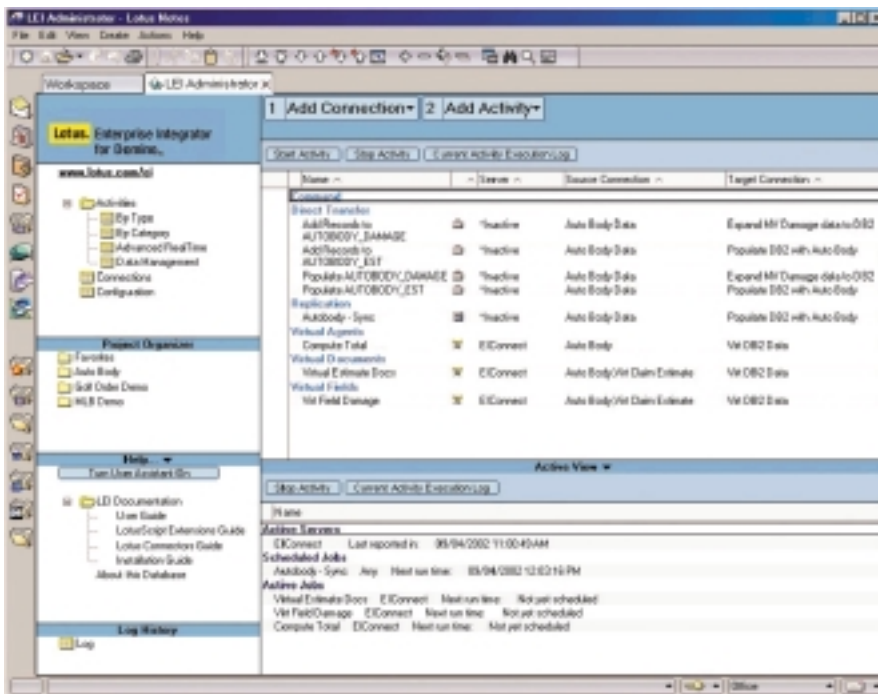 LEI Administrator - Lotus Notes
File Edit View Create Actions Help
Workspace
LEI Administrator
1 Add Connection 2 Add Activity
Lotus. Enterprise Integrator
for Domino
Start Activity Stop Activity Current Activity Execution Log
www.lotus.com/lei
Name Server Source Connection Target Connection
Command
Direct Transfer
Add Records to AUTOBODY_DAMAGE *Inactive Auto Body Data Expand MY Damage data to DB2
Add Records to AUTOBODY_EST *Inactive Auto Body Data Populate DB2 with Auto Body
Populate AUTOBODY_DAMAGE *Inactive Auto Body Data Expand MY Damage data to DB2
Populate AUTOBODY_EST *Inactive Auto Body Data Populate DB2 with Auto Body
Replication
Autobody - Sync *Inactive Auto Body Data Populate DB2 with Auto Body
Virtual Agents
Compute Total EIConnect Auto Body Virt DB2 Data
Virtual Documents
Virtual Estimate Docs EIConnect Auto Body Virt Claim Estimate Virt DB2 Data
Virtual Fields
Virt Field Damage EIConnect Auto Body Virt Claim Estimate Virt DB2 Data
Activities
By Type
By Category
Advanced RealTime
Data Management
Connections
Configuration
Project Organizer
Favorites
Auto Body
Golf Order Demo
MLB Demo
Help...
Turn User Assistant On
LEI Documentation
User Guide
LotusScript Extensions Guide
Lotus Connectors Guide
Installation Guide
About this Database
Log History
Log
Active View
Stop Activity Current Activity Execution Log
Name
Active Servers
EIConnect Last reported in: 09/04/2002 11:00:49 AM
Scheduled Jobs
Autobody - Sync Any Next run time: 09/04/2002 12:03:16 PM
Active Jobs
Virtual Estimate Docs EIConnect Next run time: Not yet scheduled
Virt Field Damage EIConnect Next run time: Not yet scheduled
Compute Total EIConnect Next run time: Not yet scheduled
Office